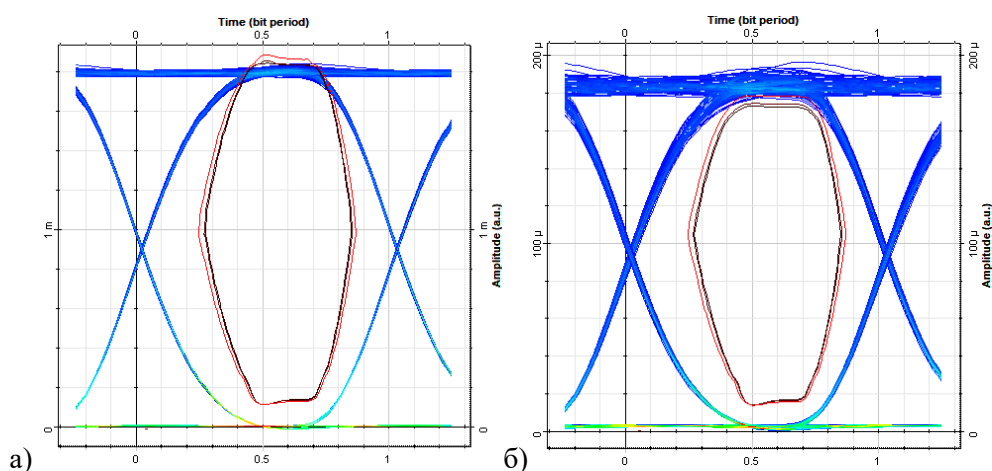 Time (bit period)
0 0.5 1
1 m
0
1 m
0
Amplitude (a.u.)
0 0.5 1
а)
Time (bit period)
0 0.5 1
200 µ
100 µ
0
200 µ
100 µ
0
Amplitude (a.u.)
0 0.5 1
б)